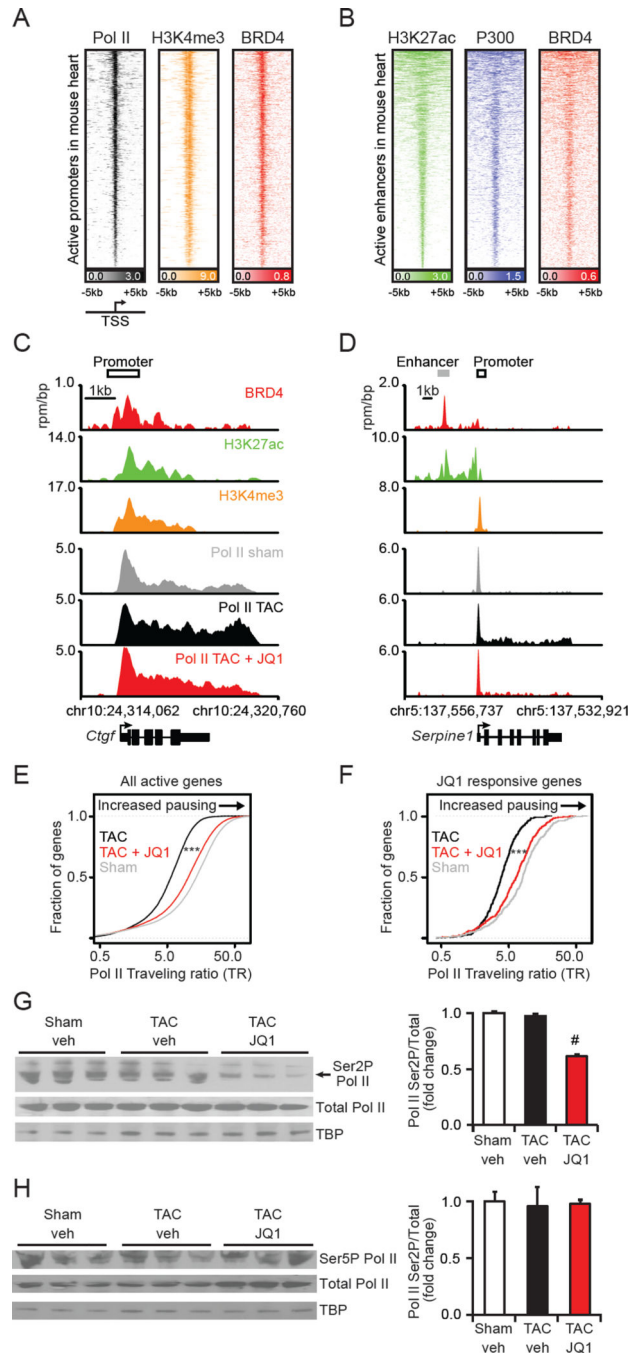 A
B
Pol II H3K4me3 BRD4
H3K27ac P300 BRD4
Active promoters in mouse heart
Active enhancers in mouse heart
0.0 3.0 0.0 9.0 0.0 0.8
0.0 3.0 0.0 1.5 0.0 0.6
-5kb +5kb -5kb +5kb -5kb +5kb
-5kb +5kb -5kb +5kb -5kb +5kb
TSS
C
Promoter
1.0
1kb
rpm/bp
BRD4
14.0
H3K27ac
17.0
H3K4me3
5.0
Pol II sham
5.0
Pol II TAC
5.0
Pol II TAC + JQ1
chr10:24,314,062 chr10:24,320,760
Ctgf
D
Enhancer Promoter
2.0
1kb
rpm/bp
10.0
8.0
6.0
6.0
6.0
chr5:137,556,737 chr5:137,532,921
Serpine1
E
All active genes
Increased pausing
1.0
TAC
TAC + JQ1
Sham
***
0.5
Fraction of genes
0.5 5.0 50.0
Pol II Traveling ratio (TR)
F
JQ1 responsive genes
Increased pausing
1.0
TAC
TAC + JQ1
Sham
***
0.5
Fraction of genes
0.5 5.0 50.0
Pol II Traveling ratio (TR)
G
Sham TAC TAC
veh veh JQ1
Ser2P
Pol II
Total Pol II
TBP
Pol II Ser2P/Total
(fold change)
1.0
0.5
0.0
#
Sham TAC TAC
veh veh JQ1
H
Sham TAC TAC
veh veh JQ1
Ser5P Pol II
Total Pol II
TBP
Pol II Ser2P/Total
(fold change)
1.0
0.5
0.0
Sham TAC TAC
veh veh JQ1